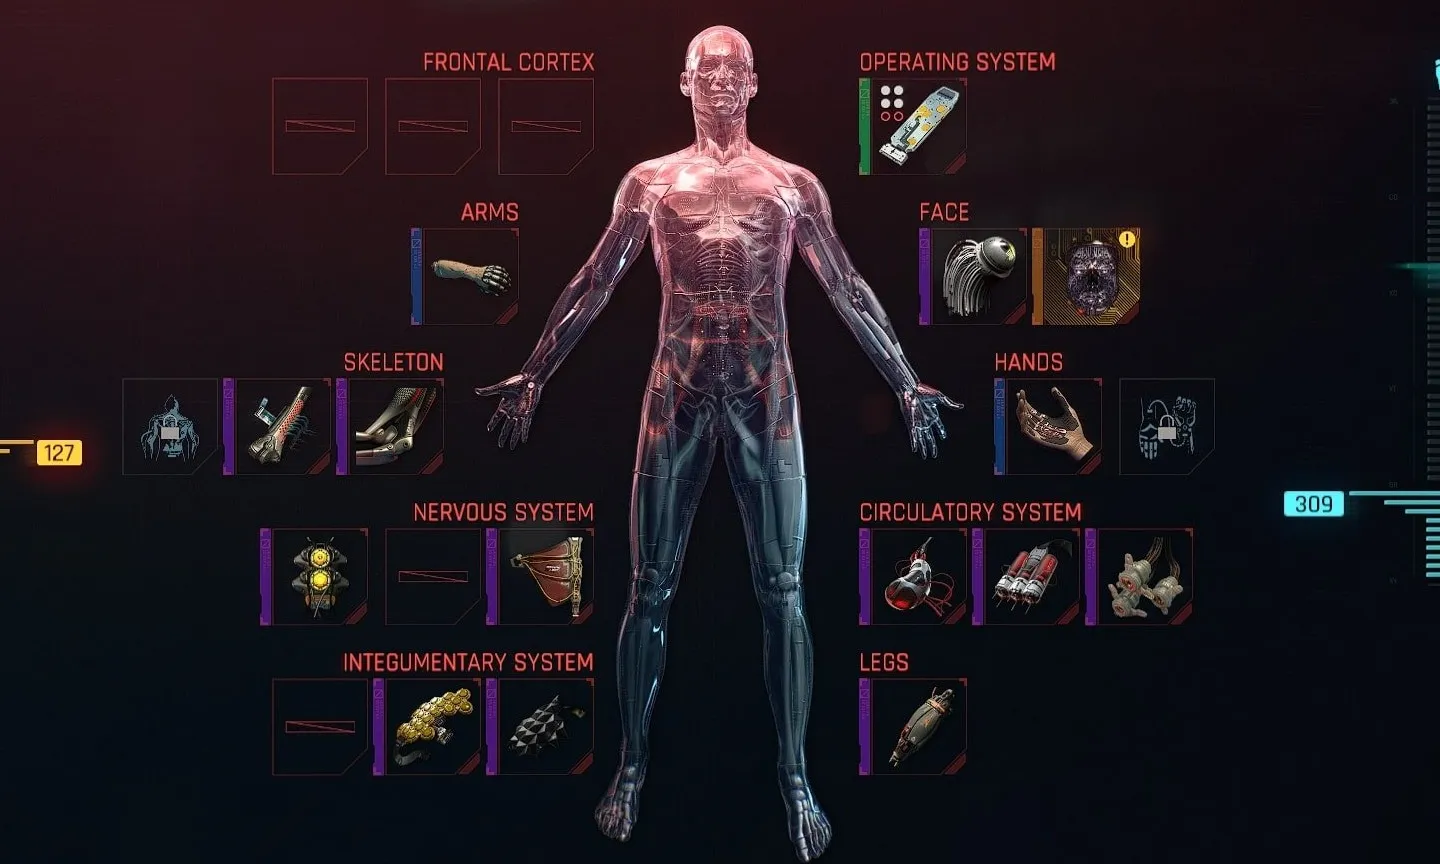 FRONTAL CORTEX
OPERATING SYSTEM
ARMS
FACE
!
SKELETON
HANDS
127
309
NERVOUS SYSTEM
CIRCULATORY SYSTEM
INTEGUMENTARY SYSTEM
LEGS